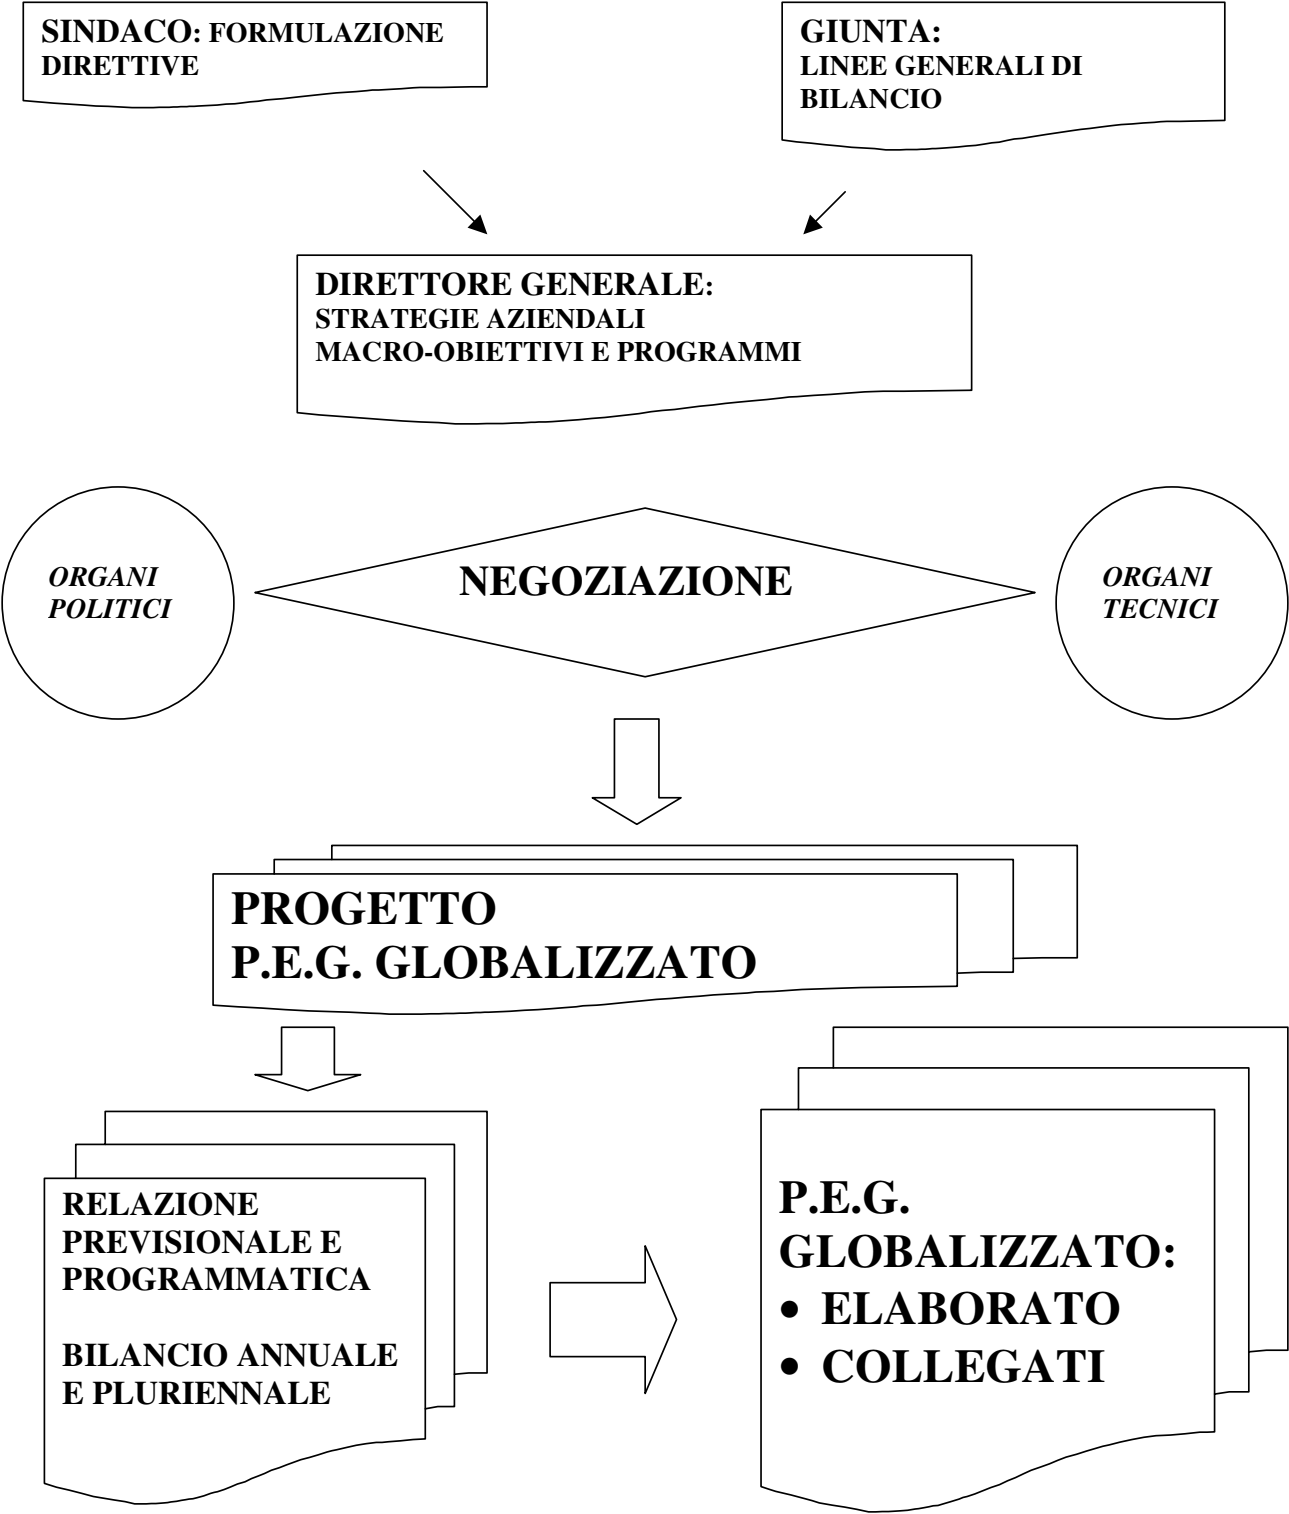 SINDACO: FORMULAZIONE
DIRETTIVE
GIUNTA:
LINEE GENERALI DI
BILANCIO
DIRETTORE GENERALE:
STRATEGIE AZIENDALI
MACRO-OBIETTIVI E PROGRAMMI
ORGANI
POLITICI
NEGOZIAZIONE
ORGANI
TECNICI
PROGETTO
P.E.G. GLOBALIZZATO
RELAZIONE
PREVISIONALE E
PROGRAMMATICA
BILANCIO ANNUALE
E PLURIENNALE
P.E.G.
GLOBALIZZATO:
• ELABORATO
• COLLEGATI